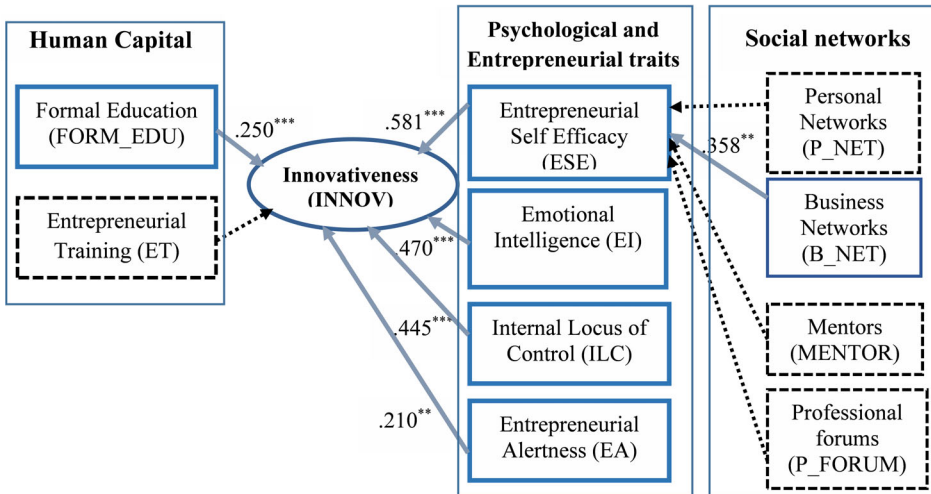 Human Capital
Formal Education
(FORM_EDU)
.250***
Entrepreneurial
Training (ET)
Innovativeness
(INNOV)
Psychological and
Entrepreneurial traits
.581***
Entrepreneurial
Self Efficacy
(ESE)
.470***
Emotional
Intelligence (EI)
.445***
Internal Locus of
Control (ILC)
.210**
Entrepreneurial
Alertness (EA)
Social networks
Personal
Networks
(P_NET)
.358**
Business
Networks
(B_NET)
Mentors
(MENTOR)
Professional
forums
(P_FORUM)